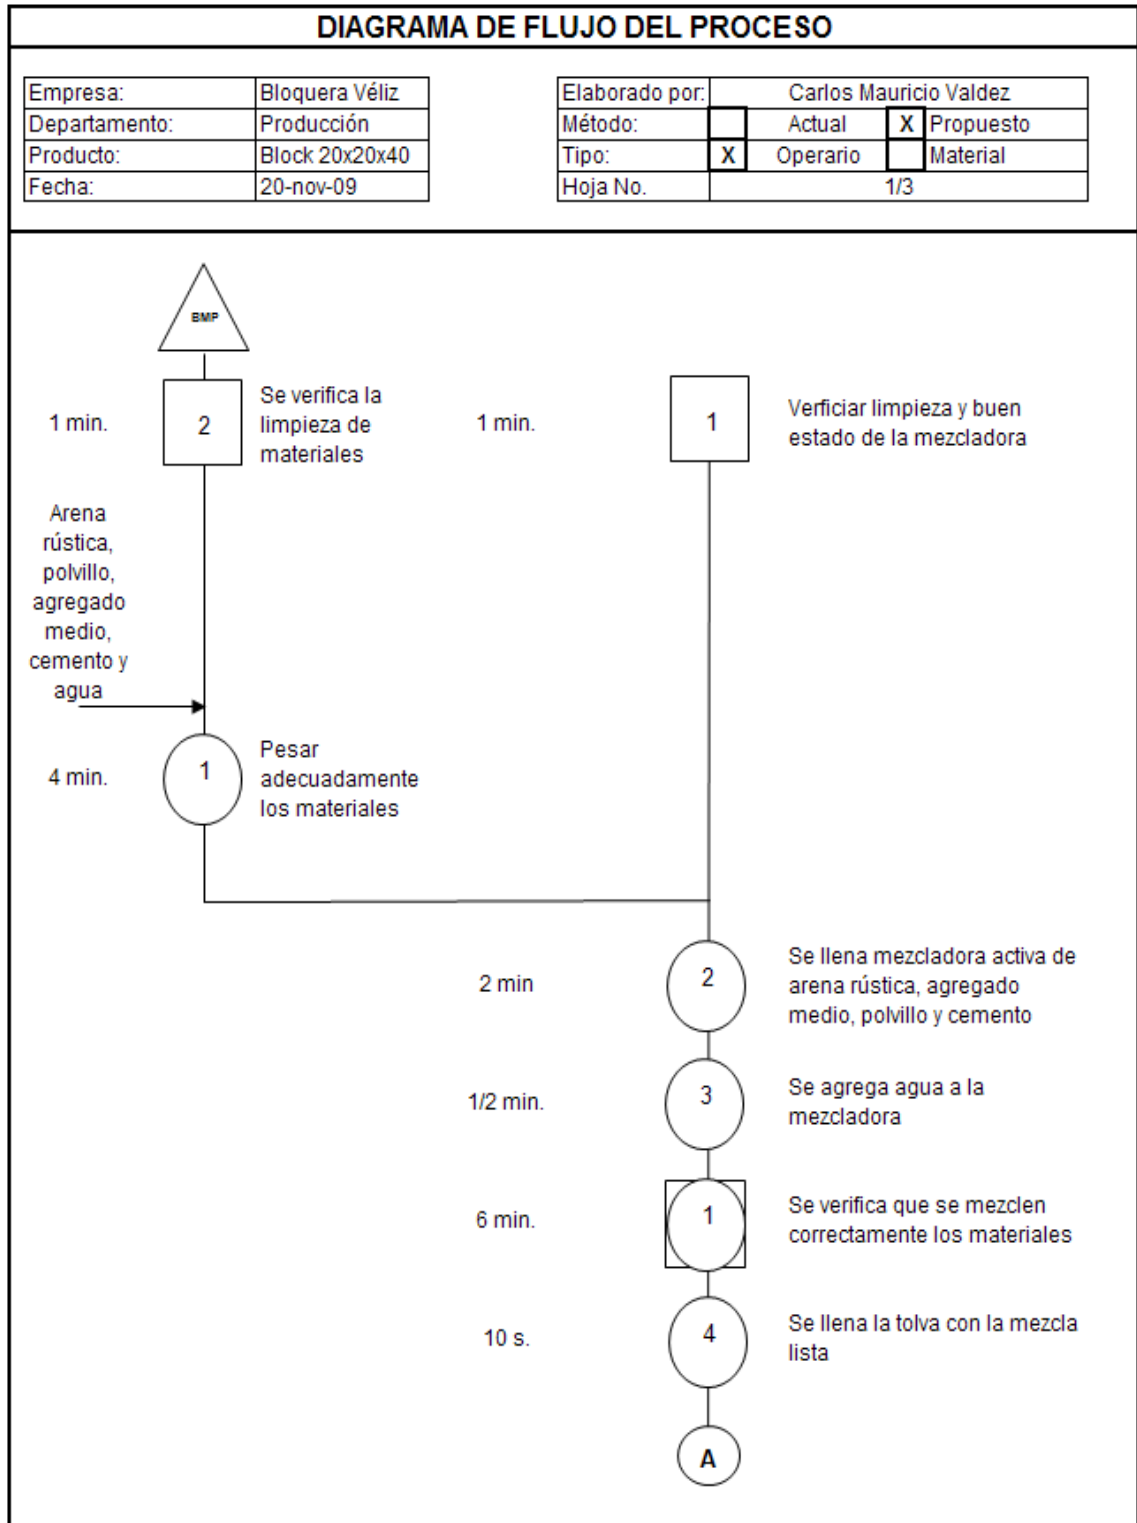 DIAGRAMA DE FLUJO DEL PROCESO
Empresa: Bloquera Véliz
Departamento: Producción
Producto: Block 20x20x40
Fecha: 20-nov-09
Elaborado por: Carlos Mauricio Valdez
Método: Actual X Propuesto
Tipo: X Operario Material
Hoja No. 1/3
BMP
1 min.
2
Se verifica la
limpieza de
materiales
1 min.
1
Verficiar limpieza y buen
estado de la mezcladora
Arena
rústica,
polvillo,
agregado
medio,
cemento y
agua
4 min.
1
Pesar
adecuadamente
los materiales
2 min
2
Se llena mezcladora activa de
arena rústica, agregado
medio, polvillo y cemento
1/2 min.
3
Se agrega agua a la
mezcladora
6 min.
1
Se verifica que se mezclen
correctamente los materiales
10 s.
4
Se llena la tolva con la mezcla
lista
A